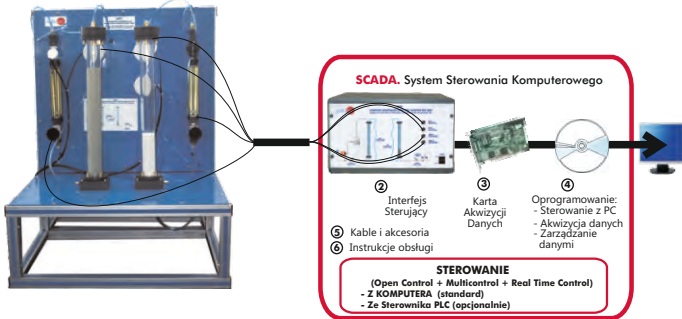 SCADA. System Sterowania Komputerowego
2
Interfejs
Sterujący
3
Karta
Akwizycji
Danych
4
Oprogramowanie:
- Sterowanie z PC
- Akwizycja danych
- Zarządzanie
danymi
5 Kable i akcesoria
6 Instrukcje obsługi
STEROWANIE
(Open Control + Multicontrol + Real Time Control)
- Z KOMPUTERA (standard)
- Ze Sterownika PLC (opcjonalnie)